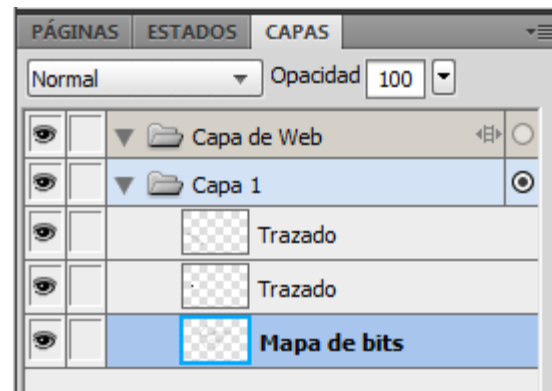 PÁGINAS ESTADOS CAPAS
Normal Opacidad 100
Capa de Web
Capa 1
Trazado
Trazado
Mapa de bits